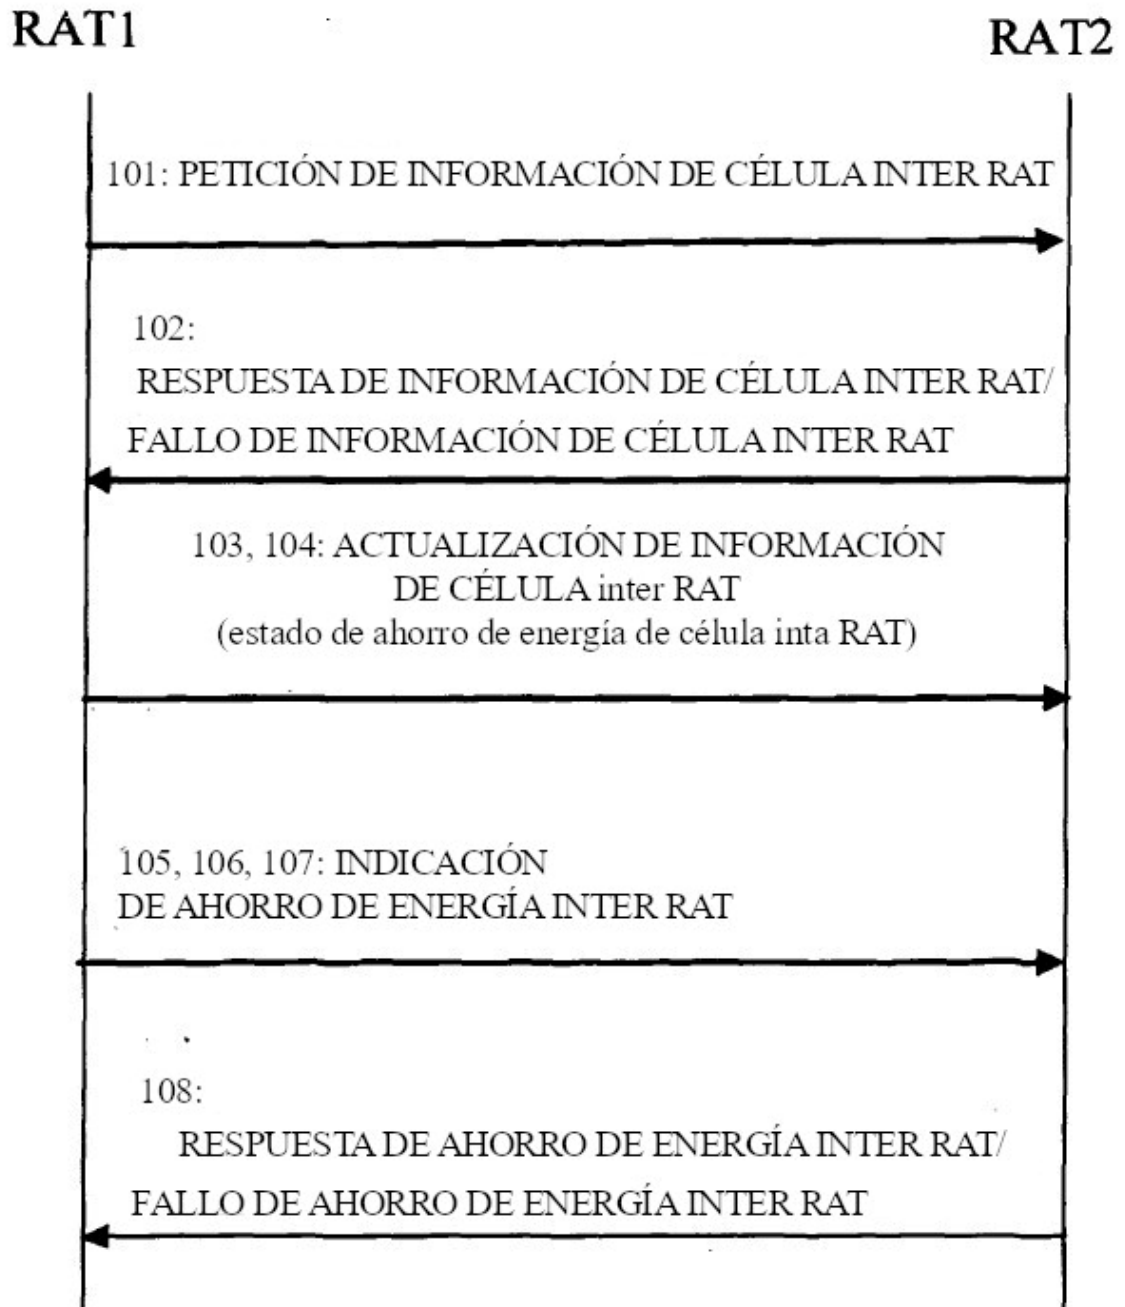 RAT1
RAT2
101: PETICIÓN DE INFORMACIÓN DE CÉLULA INTER RAT
102:
RESPUESTA DE INFORMACIÓN DE CÉLULA INTER RAT/
FALLO DE INFORMACIÓN DE CÉLULA INTER RAT
103, 104: ACTUALIZACIÓN DE INFORMACIÓN
DE CÉLULA inter RAT
(estado de ahorro de energía de célula inta RAT)
105, 106, 107: INDICACIÓN
DE AHORRO DE ENERGÍA INTER RAT
108:
RESPUESTA DE AHORRO DE ENERGÍA INTER RAT/
FALLO DE AHORRO DE ENERGÍA INTER RAT